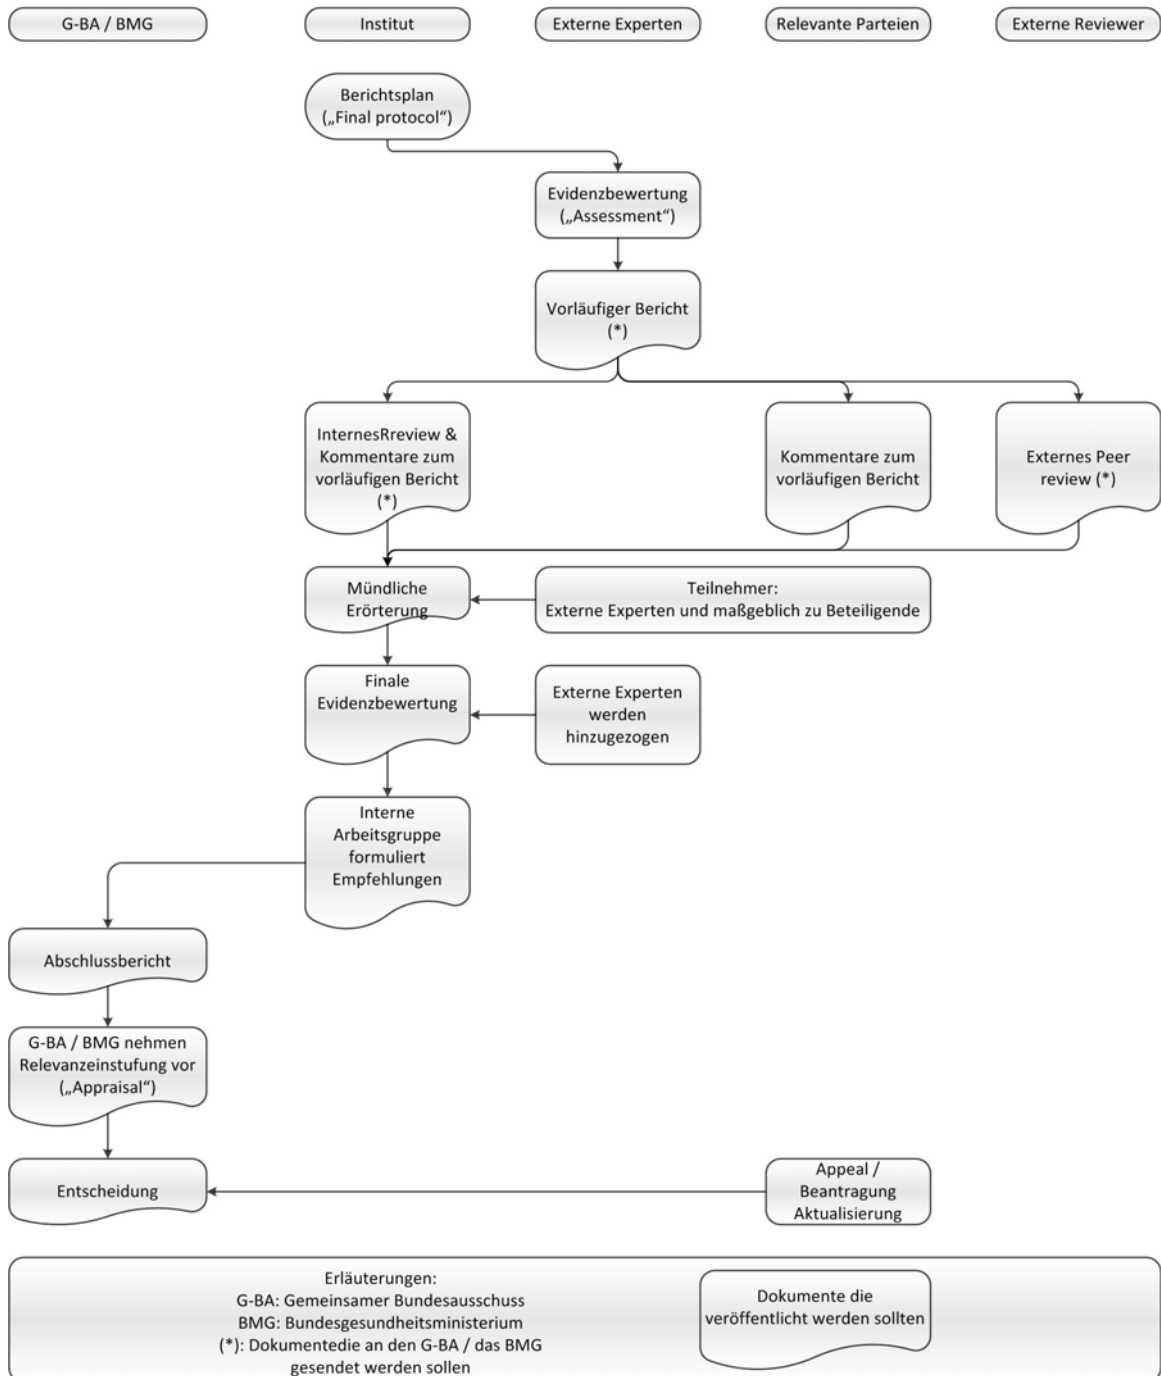 G-BA / BMG
Institut
Externe Experten
Relevante Parteien
Externe Reviewer
Berichtsplan
(„Final protocol“)
Evidenzbewertung
(„Assessment“)
Vorläufiger Bericht
(*)
InternesRreview &
Kommentare zum
vorläufigen Bericht
(*)
Kommentare zum
vorläufigen Bericht
Externes Peer
review (*)
Mündliche
Erörterung
Teilnehmer:
Externe Experten und maßgeblich zu Beteiligende
Finale
Evidenzbewertung
Externe Experten
werden
hinzugezogen
Interne
Arbeitsgruppe
formuliert
Empfehlungen
Abschlussbericht
G-BA / BMG nehmen
Relevanzeinstufung vor
(„Appraisal“)
Entscheidung
Appeal /
Beantragung
Aktualisierung
Erläuterungen:
G-BA: Gemeinsamer Bundesausschuss
BMG: Bundesgesundheitsministerium
(*): Dokumentedie an den G-BA / das BMG
gesendet werden sollen
Dokumente die
veröffentlicht werden sollten